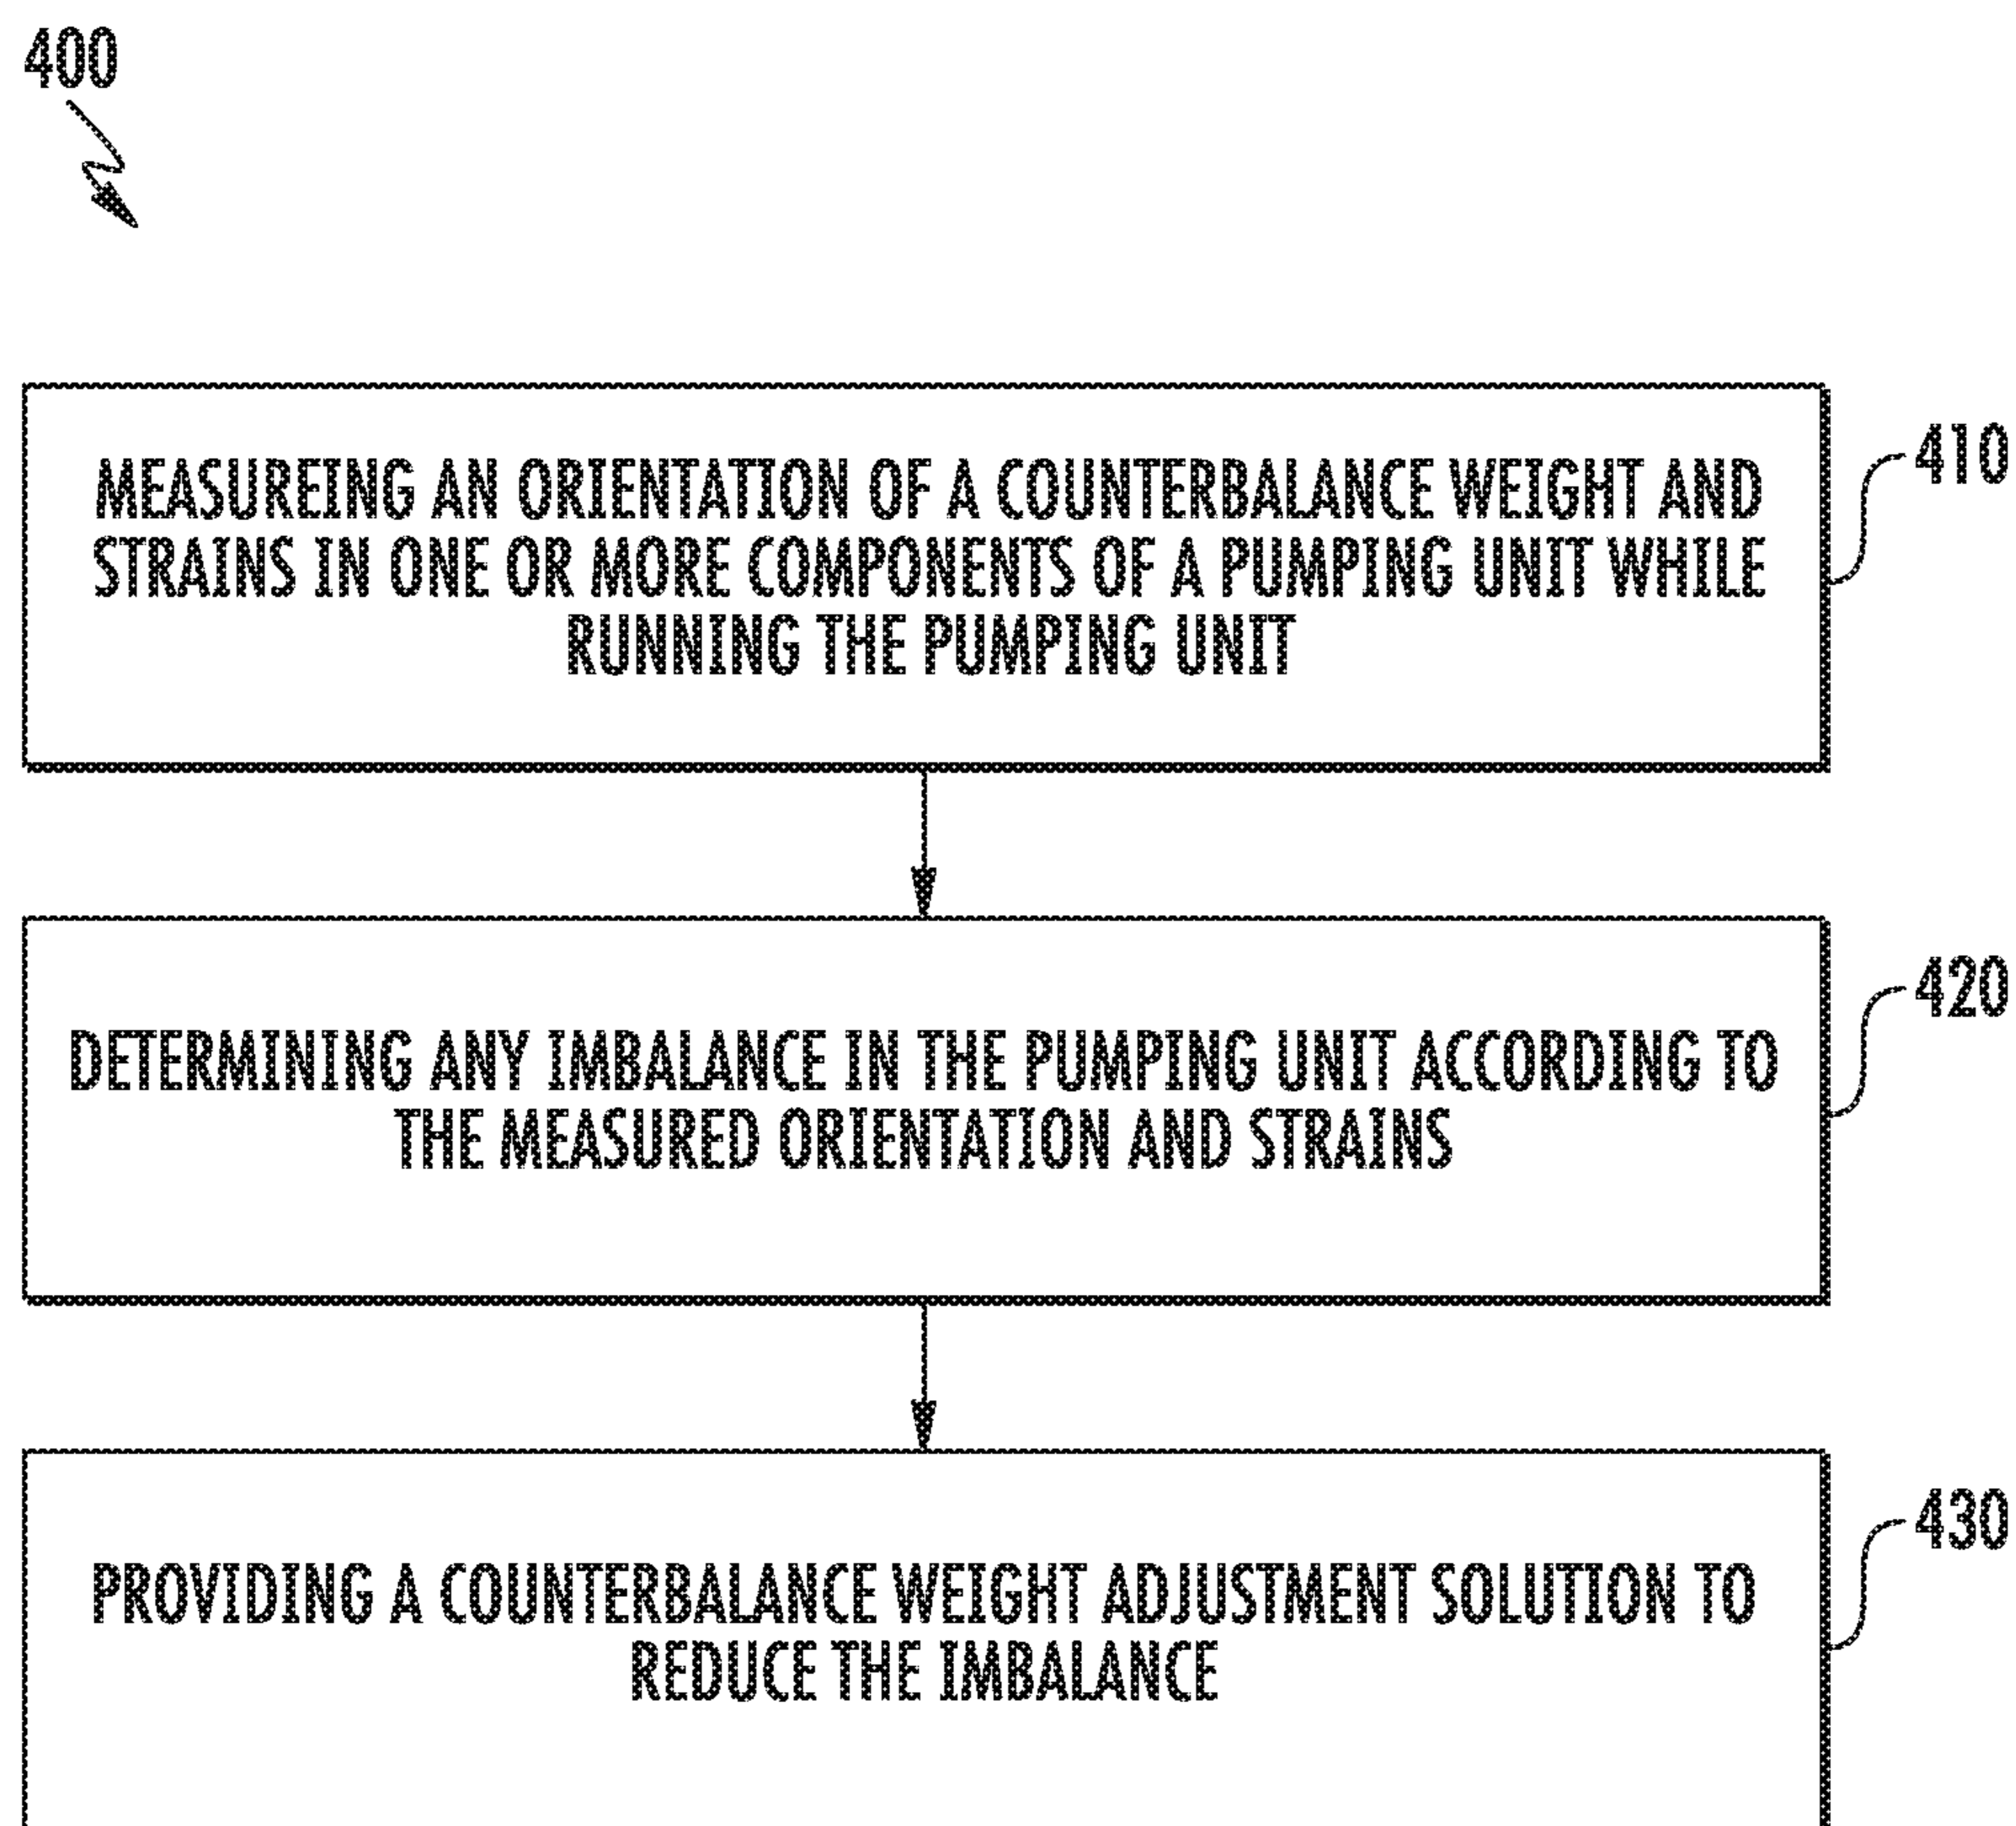 400
MEASUREING AN ORIENTATION OF A COUNTERBALANCE WEIGHT AND
STRAINS IN ONE OR MORE COMPONENTS OF A PUMPING UNIT WHILE
RUNNING THE PUMPING UNIT
410
DETERMINING ANY IMBALANCE IN THE PUMPING UNIT ACCORDING TO
THE MEASURED ORIENTATION AND STRAINS
420
PROVIDING A COUNTERBALANCE WEIGHT ADJUSTMENT SOLUTION TO
REDUCE THE IMBALANCE
430